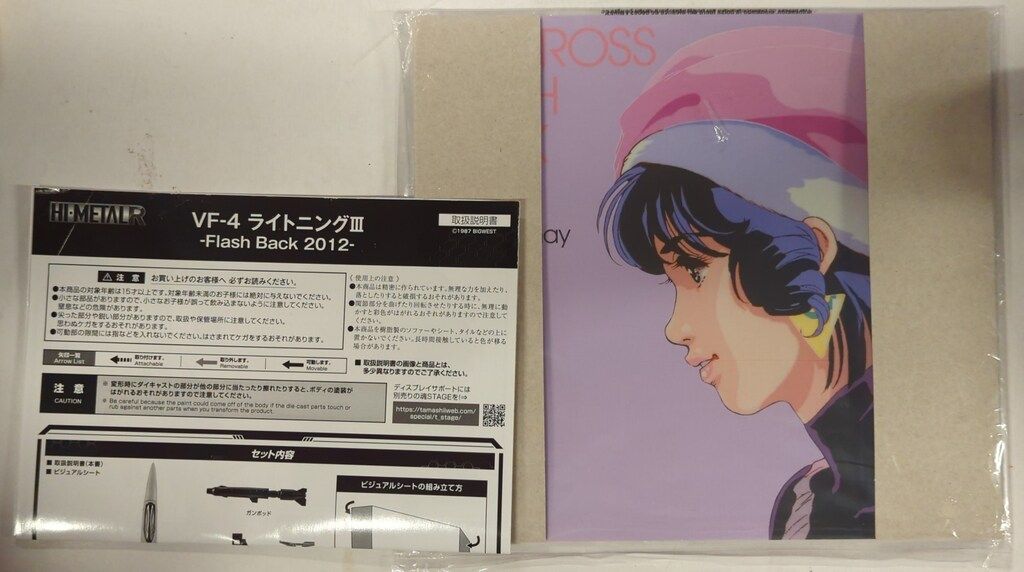 ROSS
H
ay
HI-METAL R
VF-4 ライトニングⅢ
-Flash Back 2012-
取扱説明書
©1987 BIGWEST
注 意 お買い上げのお客様へ 必ずお読みください。
●本商品の対象年齢は15才以上です。対象年齢未満のお子様には絶対に与えないでください。
●小さな部品がありますので、小さなお子様が誤って飲み込まないように注意してください。
窒息などの危険があります。
●尖った部分や鋭い部分がありますので、取扱や保管場所に注意してください。
思わぬケガをするおそれがあります。
●可動部の隙間には指などを入れないでください。はさまれてケガをするおそれがあります。
〈使用上の注意〉
●本商品は精密に作られています。無理な力を加えたり、
落としたりすると破損するおそれがあります。
●関節部分を曲げたり回転させたりする時に、無理に動
かすと彩色がはがれるおそれがありますので注意して
ください。
●本商品を樹脂製のソファーやシート、タイルなどの上に
置かないでください。長時間接触していると色が移る
場合があります。
矢印一覧
Arrow List
取り付けます。
Attachable
取り外します。
Removable
可動します。
Movable
■ 取扱説明書の画像と商品とは、
多少異なりますのでご了承ください。
注 意
CAUTION
※ 変形時にダイキャストの部分が他の部分に当たったり擦れたりすると、ボディの塗装が
はがれるおそれがありますので注意してください。
※ Be careful because the paint could come off of the body if the die-cast parts touch or
rub against another parts when you transform the product.
ディスプレイサポートには
別売りの魂STAGEを!⇒
https://tamashiiweb.com/
special/t_stage/
セット内容
■ 取扱説明書(本書)
■ ビジュアルシート
ガンポッド
ビジュアルシートの組み立て方